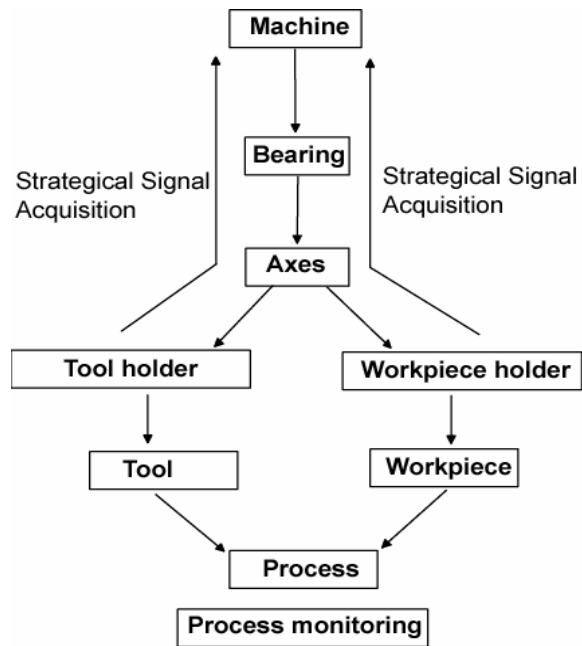 Machine
Bearing
Strategical Signal
Acquisition
Strategical Signal
Acquisition
Axes
Tool holder
Workpiece holder
Tool
Workpiece
Process
Process monitoring